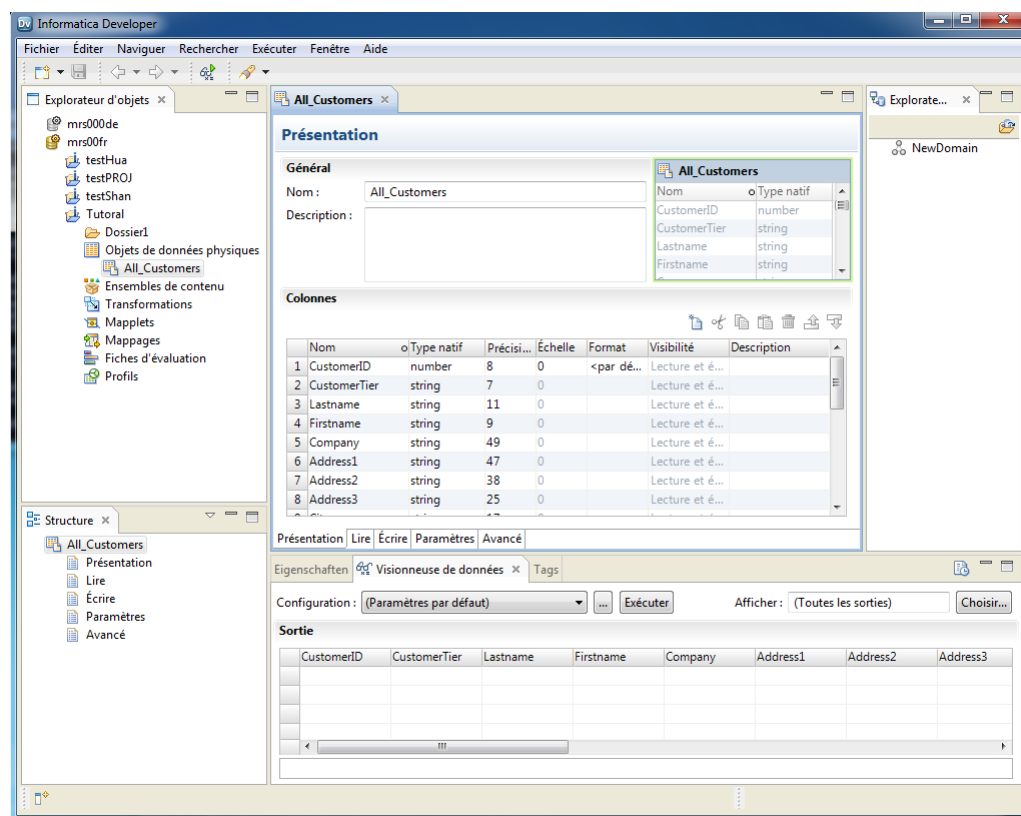 Informatica Developer
Fichier Éditer Naviguer Rechercher Exécuter Fenêtre Aide
Explorateur d'objets
mrs000de
mrs00fr
testHua
testPROJ
testShan
Tutoral
Dossier1
Objets de données physiques
All_Customers
Ensembles de contenu
Transformations
Mapplets
Mappages
Fiches d'évaluation
Profils
Structure
All_Customers
Présentation
Lire
Écrire
Paramètres
Avancé
All_Customers
Présentation
Général
Nom : All_Customers
Description :
All_Customers
Nom Type natif
CustomerID number
CustomerTier string
Lastname string
Firstname string
Colonnes
Nom Type natif Précisi... Échelle Format Visibilité Description
1 CustomerID number 8 0 <par dé... Lecture et é...
2 CustomerTier string 7 0 Lecture et é...
3 Lastname string 11 0 Lecture et é...
4 Firstname string 9 0 Lecture et é...
5 Company string 49 0 Lecture et é...
6 Address1 string 47 0 Lecture et é...
7 Address2 string 38 0 Lecture et é...
8 Address3 string 25 0 Lecture et é...
Présentation Lire Écrire Paramètres Avancé
Explorate...
NewDomain
Eigenschaften Visionneuse de données Tags
Configuration : (Paramètres par défaut) ... Exécuter Afficher : (Toutes les sorties) Choisir...
Sortie
CustomerID CustomerTier Lastname Firstname Company Address1 Address2 Address3